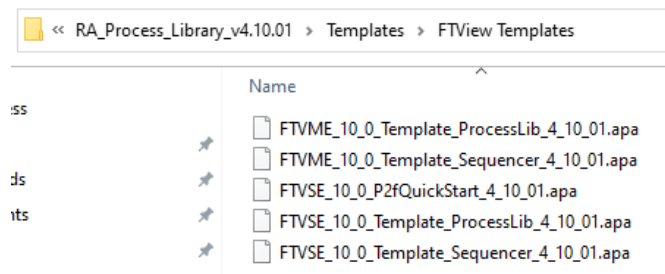 « RA_Process_Library_v4.10.01 > Templates > FTView Templates
Name
ess
FTVME_10_0_Template_ProcessLib_4_10_01.apa
FTVME_10_0_Template_Sequencer_4_10_01.apa
ds
FTVSE_10_0_P2fQuickStart_4_10_01.apa
nts
FTVSE_10_0_Template_ProcessLib_4_10_01.apa
FTVSE_10_0_Template_Sequencer_4_10_01.apa